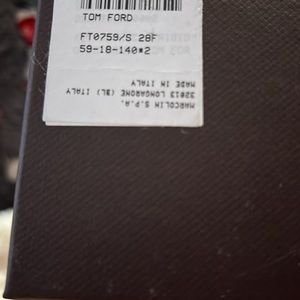 TOM FORD
FT0759/S 28F
59-18-140*2
MARCOLIN S.P.A.
32013 LONGARONE (BL) ITALY
MADE IN ITALY